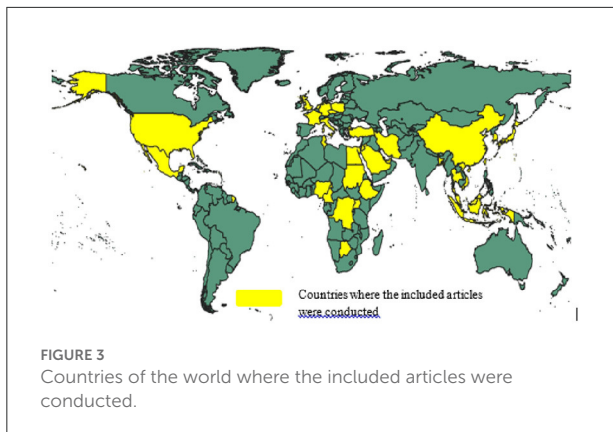 Countries where the included articles
were conducted
FIGURE 3
Countries of the world where the included articles were
conducted.